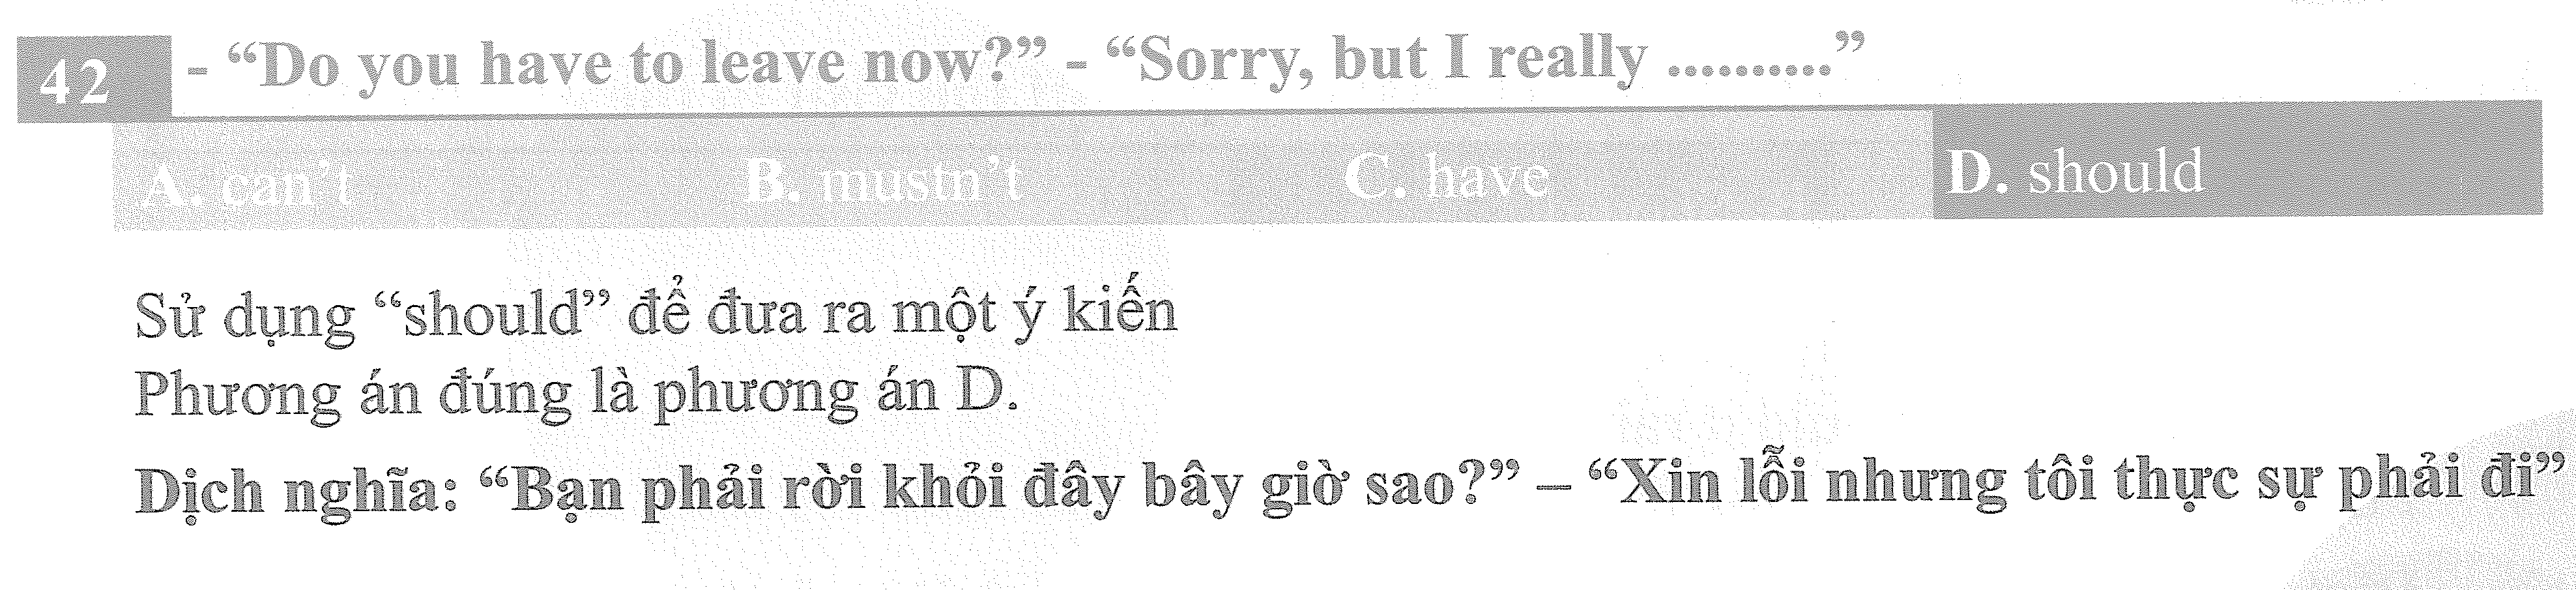 42 - “Do you have to leave now?” - “Sorry, but I really ..........”
A. can’t B. mustn’t C. have D. should
Sử dụng “should” để đưa ra một ý kiến
Phương án đúng là phương án D.
Dịch nghĩa: “Bạn phải rời khỏi đây bây giờ sao?” – “Xin lỗi nhưng tôi thực sự phải đi”